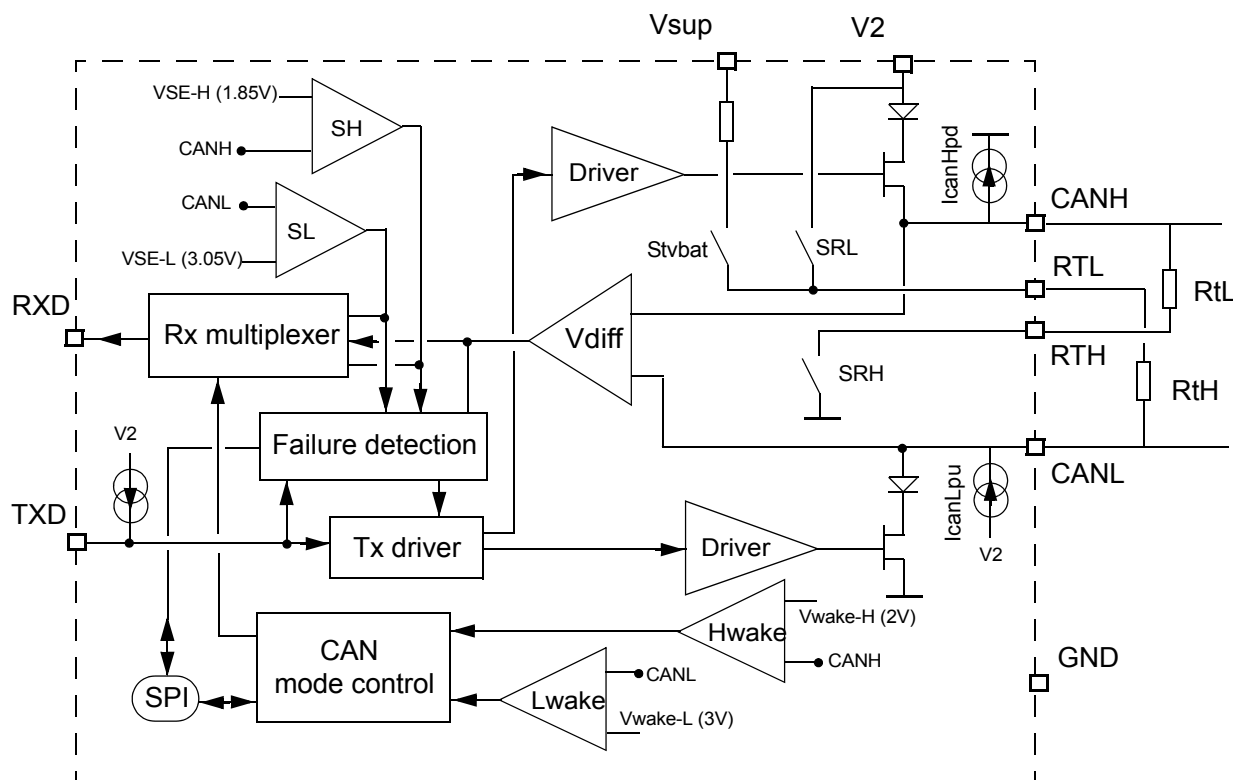 Vsup
V2
VSE-H (1.85V)
SH
CANH
CANL
SL
VSE-L (3.05V)
Driver
IcanHpd
CANH
Stvbat
SRL
RTL
RtL
RXD
Rx multiplexer
Vdiff
RTH
SRH
RtH
V2
Failure detection
CANL
IcanLpu
TXD
Tx driver
Driver
V2
Vwake-H (2V)
Hwake
CANH
GND
CAN
mode control
CANL
Lwake
Vwake-L (3V)
SPI